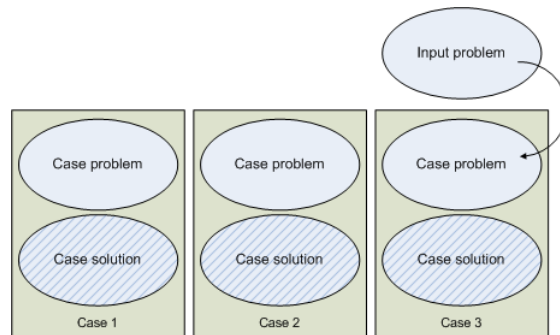 Input problem
Case problem
Case problem
Case problem
Case solution
Case solution
Case solution
Case 1
Case 2
Case 3